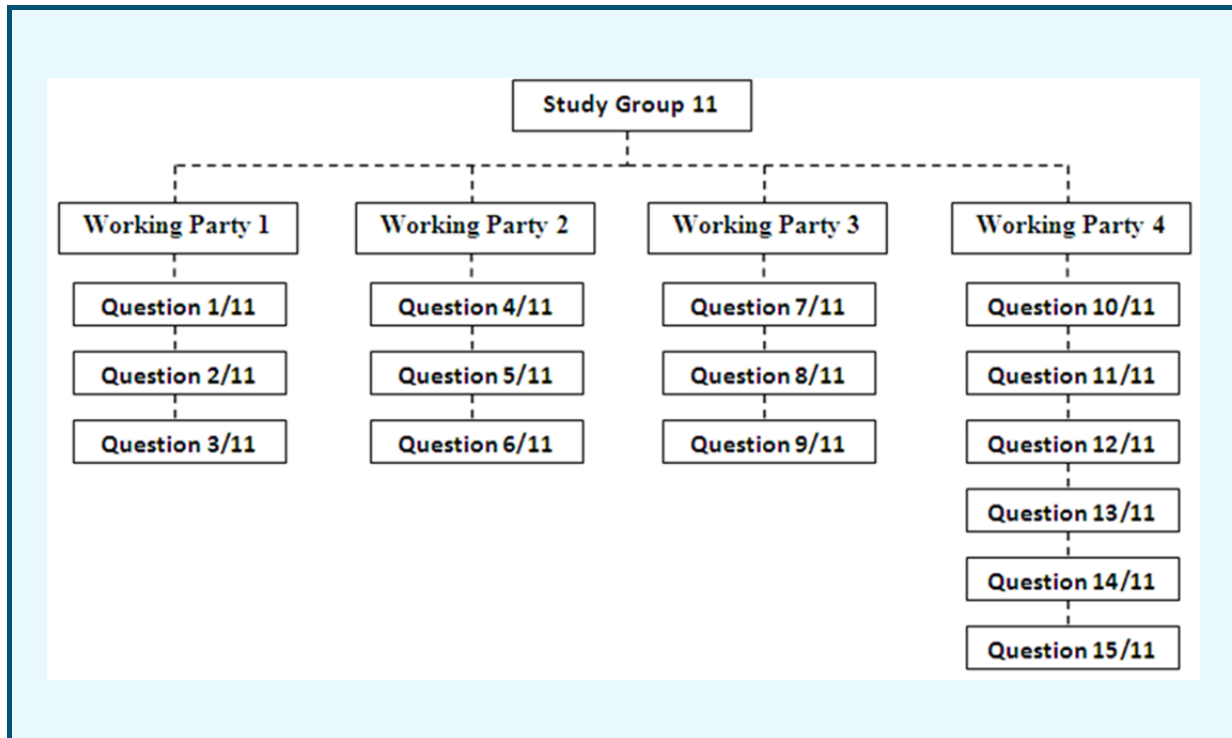 Study Group 11
Working Party 1
Working Party 2
Working Party 3
Working Party 4
Question 1/11
Question 4/11
Question 7/11
Question 10/11
Question 2/11
Question 5/11
Question 8/11
Question 11/11
Question 3/11
Question 6/11
Question 9/11
Question 12/11
Question 13/11
Question 14/11
Question 15/11